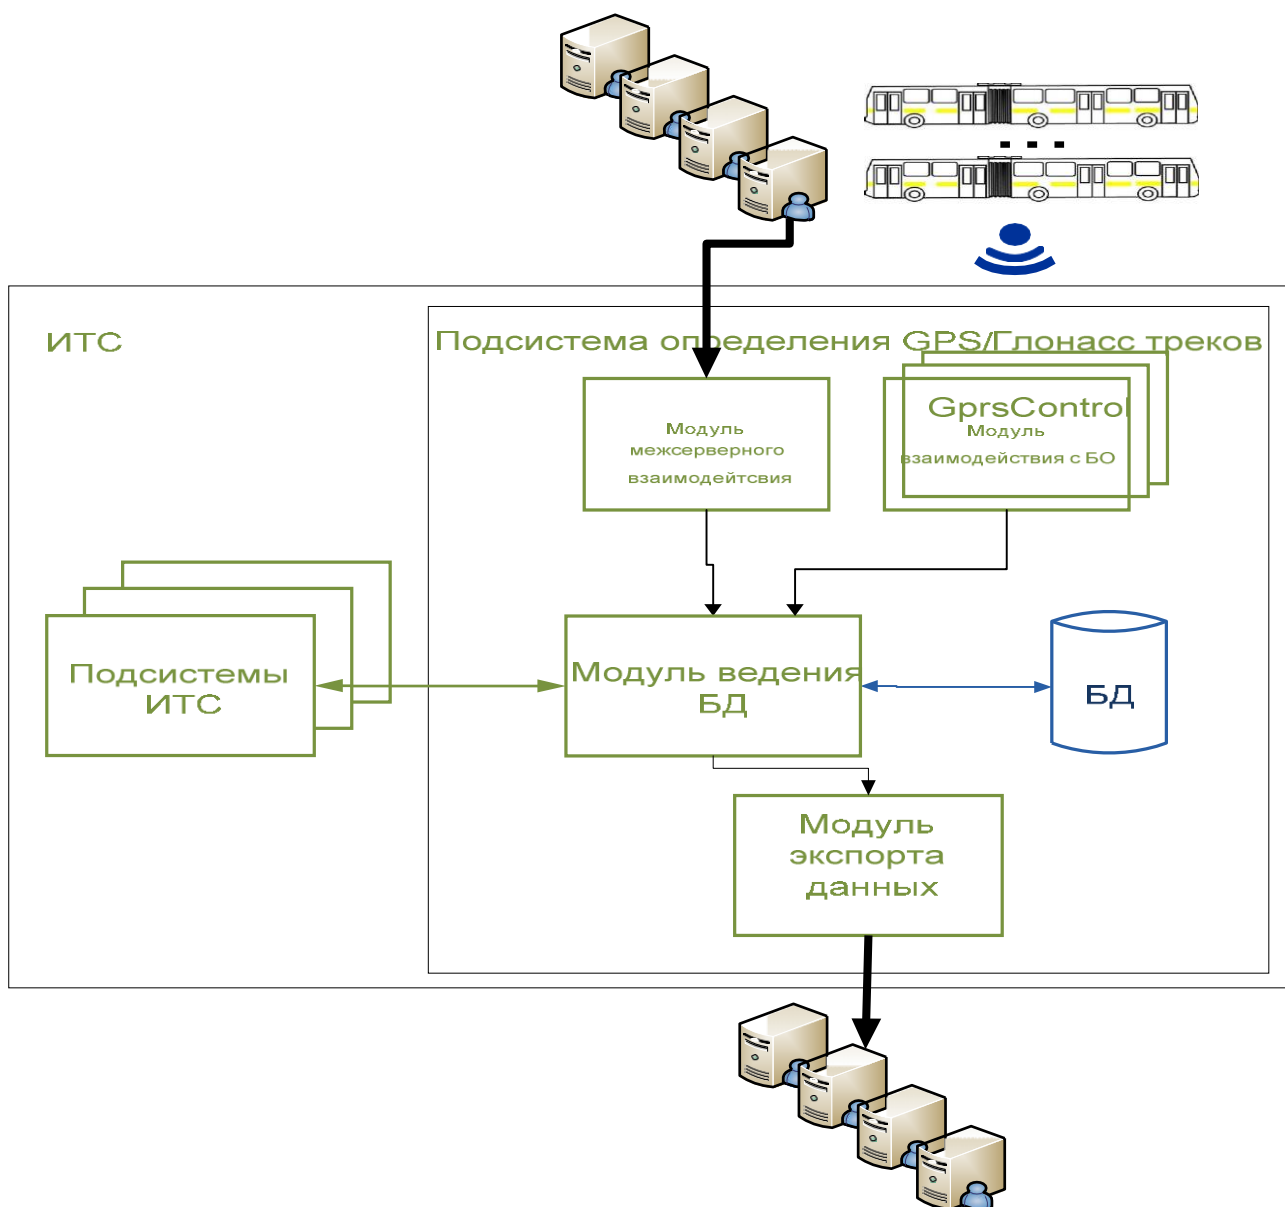 ИТС
Подсистема определения GPS/Глонасс треков
Модуль
межсерверного
взаимодейтсвия
GprsControl
Модуль
взаимодействия с БО
Подсистемы
ИТС
Модуль ведения
БД
БД
Модуль
экспорта
данных